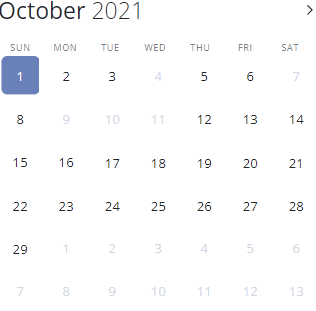 October 2021
SUN MON TUE WED THU FRI SAT
1 2 3 4 5 6 7
8 9 10 11 12 13 14
15 16 17 18 19 20 21
22 23 24 25 26 27 28
29 1 2 3 4 5 6
7 8 9 10 11 12 13